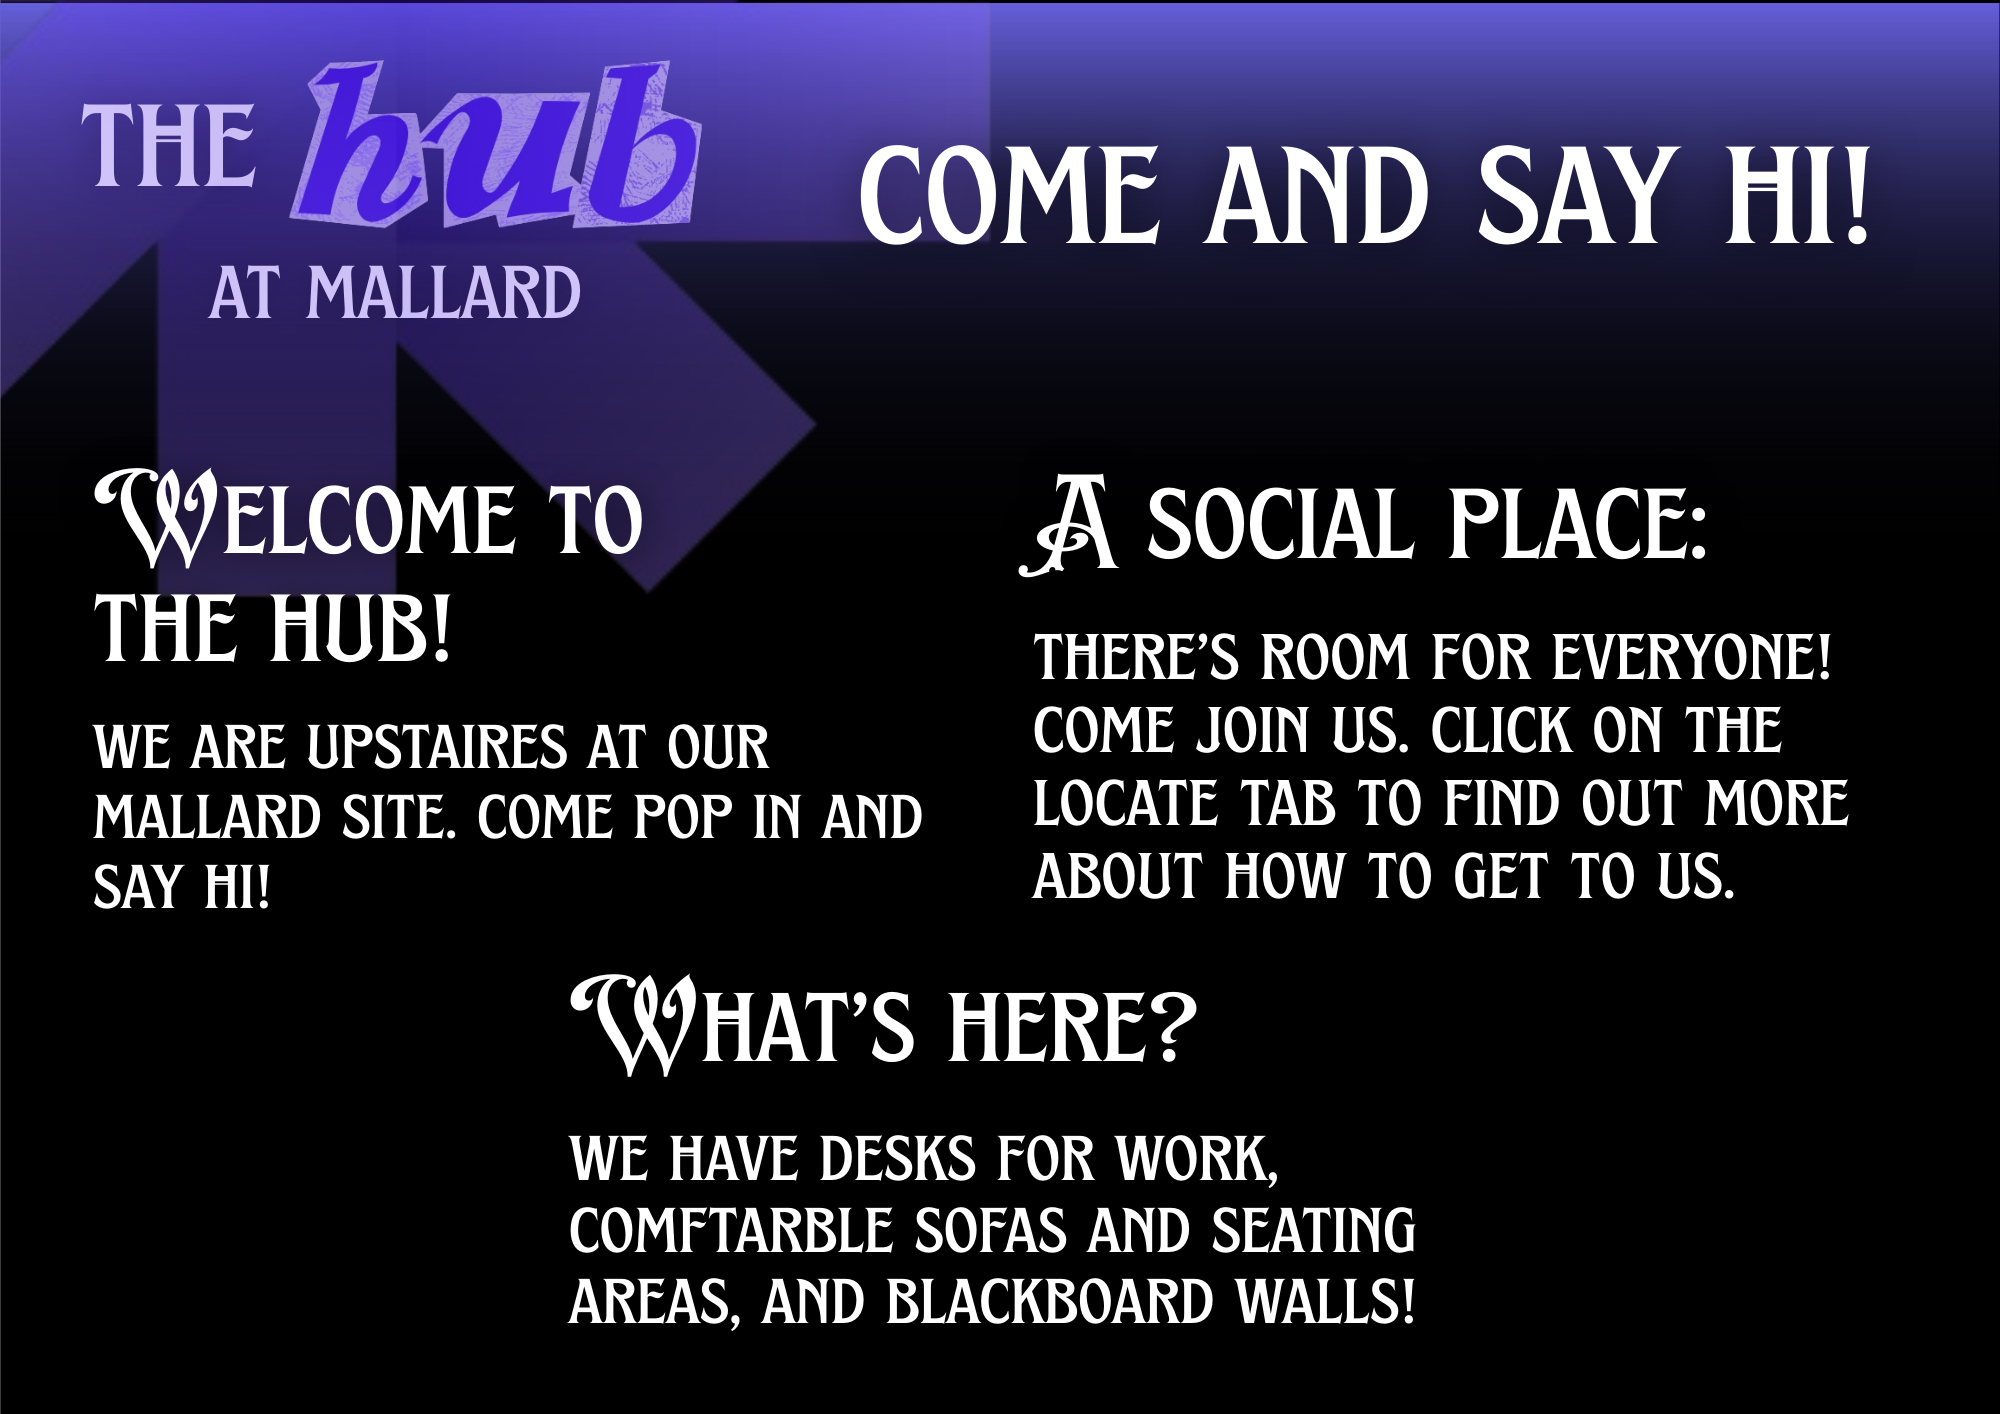 THE hub
AT MALLARD
COME AND SAY HI!
WELCOME TO
THE HUB!
WE ARE UPSTAIRES AT OUR
MALLARD SITE. COME POP IN AND
SAY HI!
A SOCIAL PLACE:
THERE'S ROOM FOR EVERYONE!
COME JOIN US. CLICK ON THE
LOCATE TAB TO FIND OUT MORE
ABOUT HOW TO GET TO US.
WHAT'S HERE?
WE HAVE DESKS FOR WORK,
COMFTARBLE SOFAS AND SEATING
AREAS, AND BLACKBOARD WALLS!